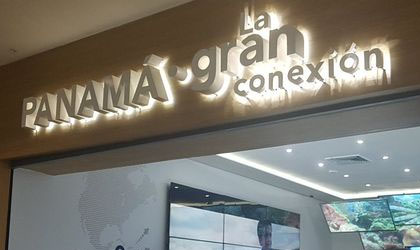 PANAMÁ • La
gran
conexión